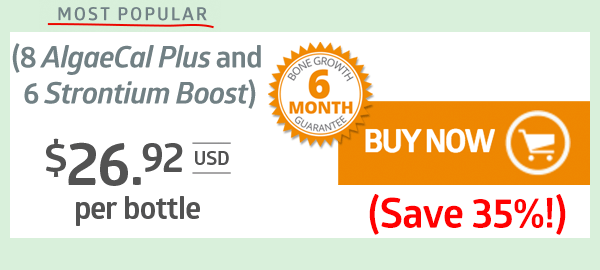 MOST POPULAR
(8 AlgaeCal Plus and
6 Strontium Boost)
BONE GROWTH
6
MONTH
GUARANTEE
BUY NOW
$26.92 USD
per bottle
(Save 35%!)